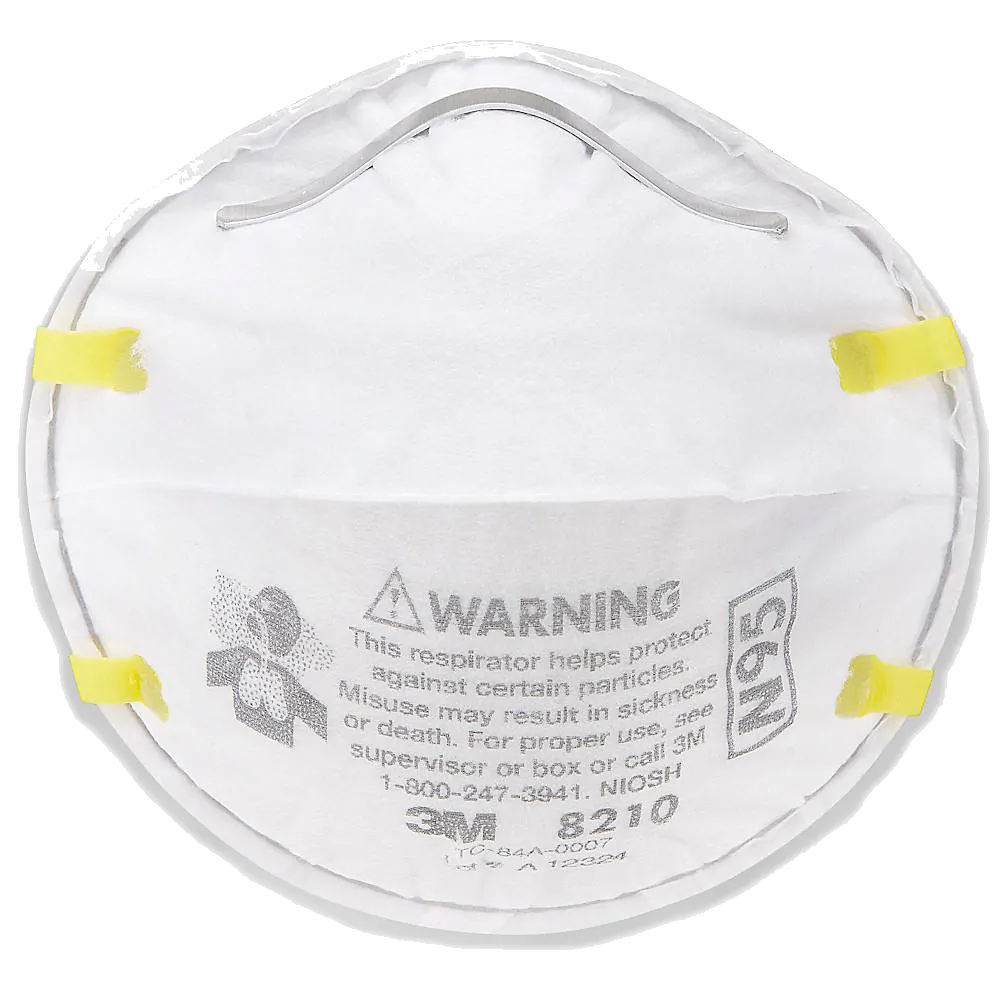 WARNING
This respirator helps protect
against certain particles.
Misuse may result in sickness
or death. For proper use, see
supervisor or box or call 3M
1-800-247-3941. NIOSH
3M 8210
TC-84A-0007
A 12324
N95